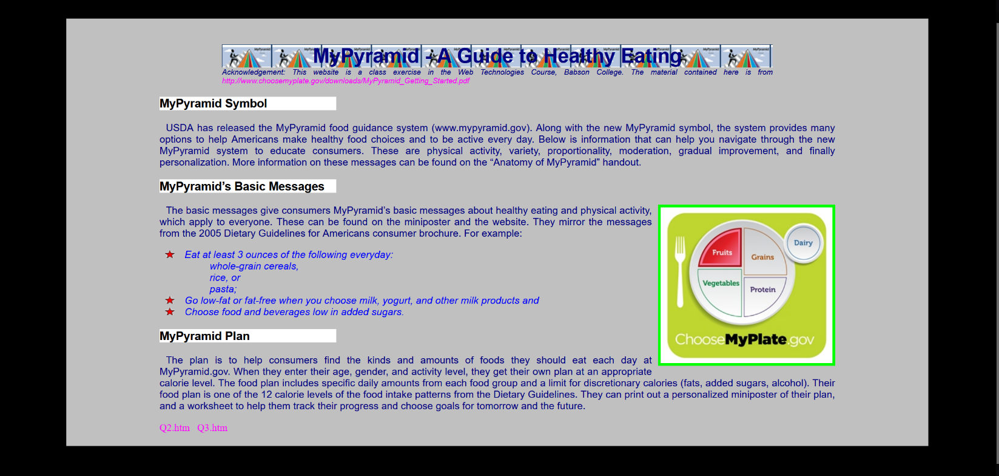 MyPyramid - A Guide to Healthy Eating
Acknowledgement: This website is a class exercise in the Web Technologies Course, Babson College. The material contained here is from
http://www.choosemyplate.gov/downloads/MyPyramid_Getting_Started.pdf
MyPyramid Symbol
USDA has released the MyPyramid food guidance system (www.mypyramid.gov). Along with the new MyPyramid symbol, the system provides many
options to help Americans make healthy food choices and to be active every day. Below is information that can help you navigate through the new
MyPyramid system to educate consumers. These are physical activity, variety, proportionality, moderation, gradual improvement, and finally
personalization. More information on these messages can be found on the “Anatomy of MyPyramid” handout.
MyPyramid’s Basic Messages
The basic messages give consumers MyPyramid’s basic messages about healthy eating and physical activity,
which apply to everyone. These can be found on the miniposter and the website. They mirror the messages
from the 2005 Dietary Guidelines for Americans consumer brochure. For example:
Eat at least 3 ounces of the following everyday:
whole-grain cereals,
rice, or
pasta;
Go low-fat or fat-free when you choose milk, yogurt, and other milk products and
Choose food and beverages low in added sugars.
Dairy
Fruits
Grains
Vegetables
Protein
ChooseMyPlate.gov
MyPyramid Plan
The plan is to help consumers find the kinds and amounts of foods they should eat each day at
MyPyramid.gov. When they enter their age, gender, and activity level, they get their own plan at an appropriate
calorie level. The food plan includes specific daily amounts from each food group and a limit for discretionary calories (fats, added sugars, alcohol). Their
food plan is one of the 12 calorie levels of the food intake patterns from the Dietary Guidelines. They can print out a personalized miniposter of their plan,
and a worksheet to help them track their progress and choose goals for tomorrow and the future.
Q2.htm Q3.htm